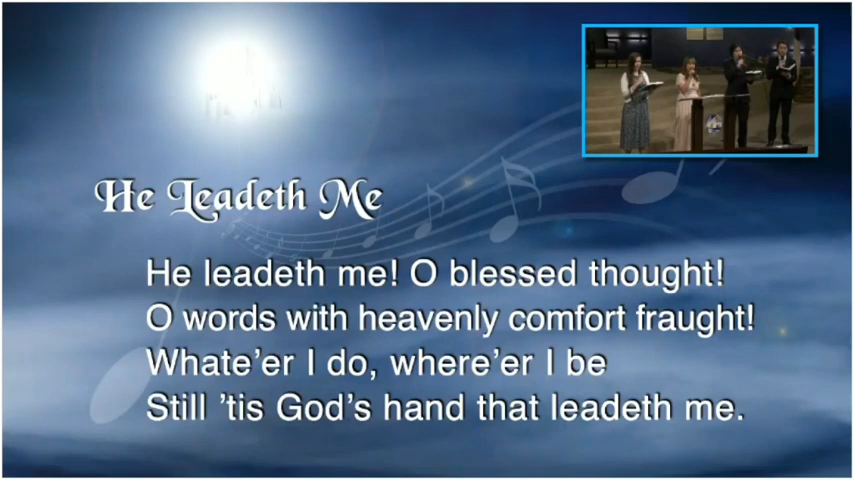 He Leadeth Me
He leadeth me! O blessed thought!
O words with heavenly comfort fraught!
Whate’er I do, where’er I be
Still ’tis God’s hand that leadeth me.